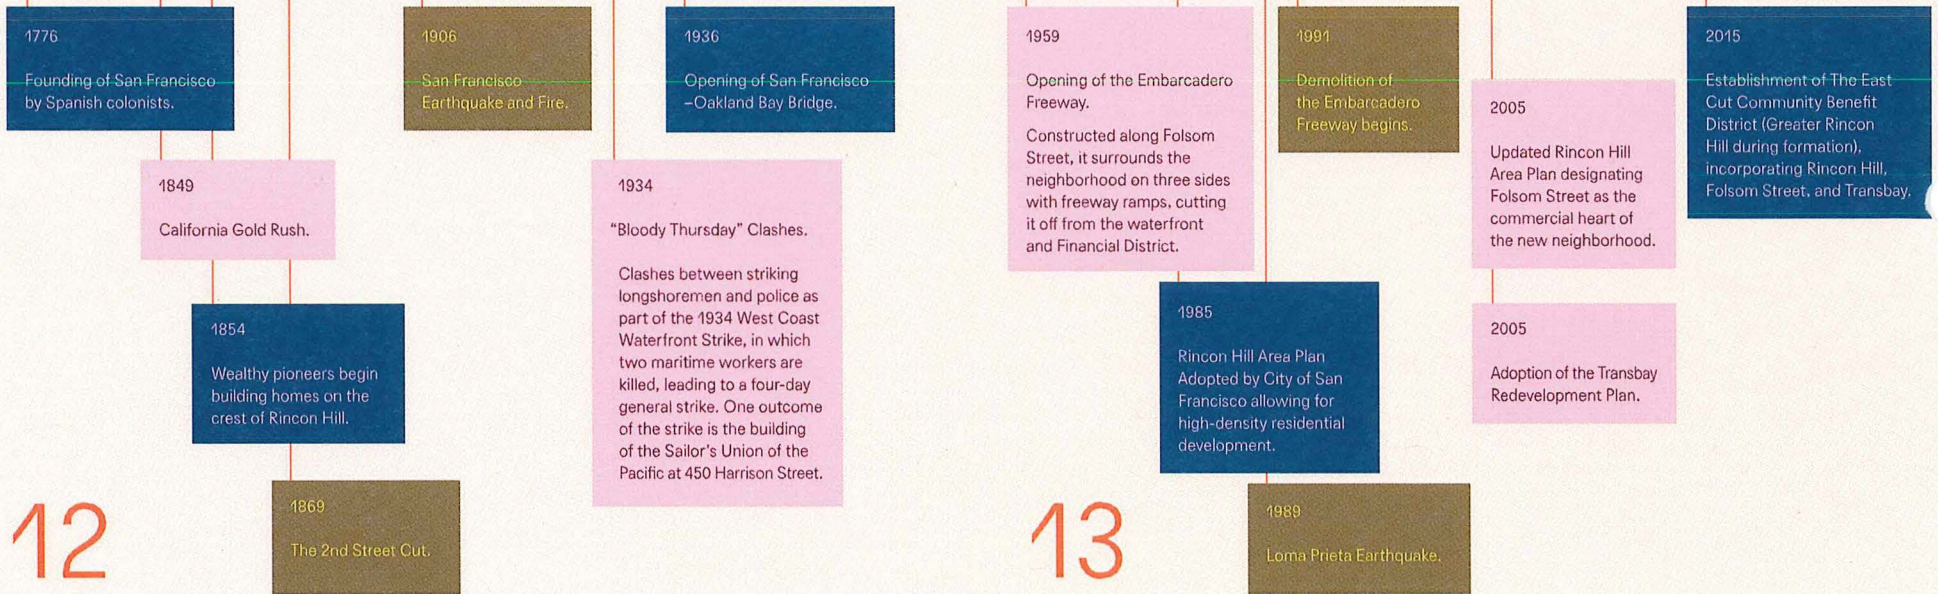 1776
Founding of San Francisco
by Spanish colonists.
1849
California Gold Rush.
1854
Wealthy pioneers begin
building homes on the
crest of Rincon Hill.
1869
The 2nd Street Cut.
1906
San Francisco
Earthquake and Fire.
1934
“Bloody Thursday” Clashes.
Clashes between striking
longshoremen and police as
part of the 1934 West Coast
Waterfront Strike, in which
two maritime workers are
killed, leading to a four-day
general strike. One outcome
of the strike is the building
of the Sailor’s Union of the
Pacific at 450 Harrison Street.
1936
Opening of San Francisco
–Oakland Bay Bridge.
12
1959
Opening of the Embarcadero
Freeway.
Constructed along Folsom
Street, it surrounds the
neighborhood on three sides
with freeway ramps, cutting
it off from the waterfront
and Financial District.
1985
Rincon Hill Area Plan
Adopted by City of San
Francisco allowing for
high-density residential
development.
1989
Loma Prieta Earthquake.
1991
Demolition of
the Embarcadero
Freeway begins.
2005
Updated Rincon Hill
Area Plan designating
Folsom Street as the
commercial heart of
the new neighborhood.
2005
Adoption of the Transbay
Redevelopment Plan.
2015
Establishment of The East
Cut Community Benefit
District (Greater Rincon
Hill during formation),
incorporating Rincon Hill,
Folsom Street, and Transbay.
13